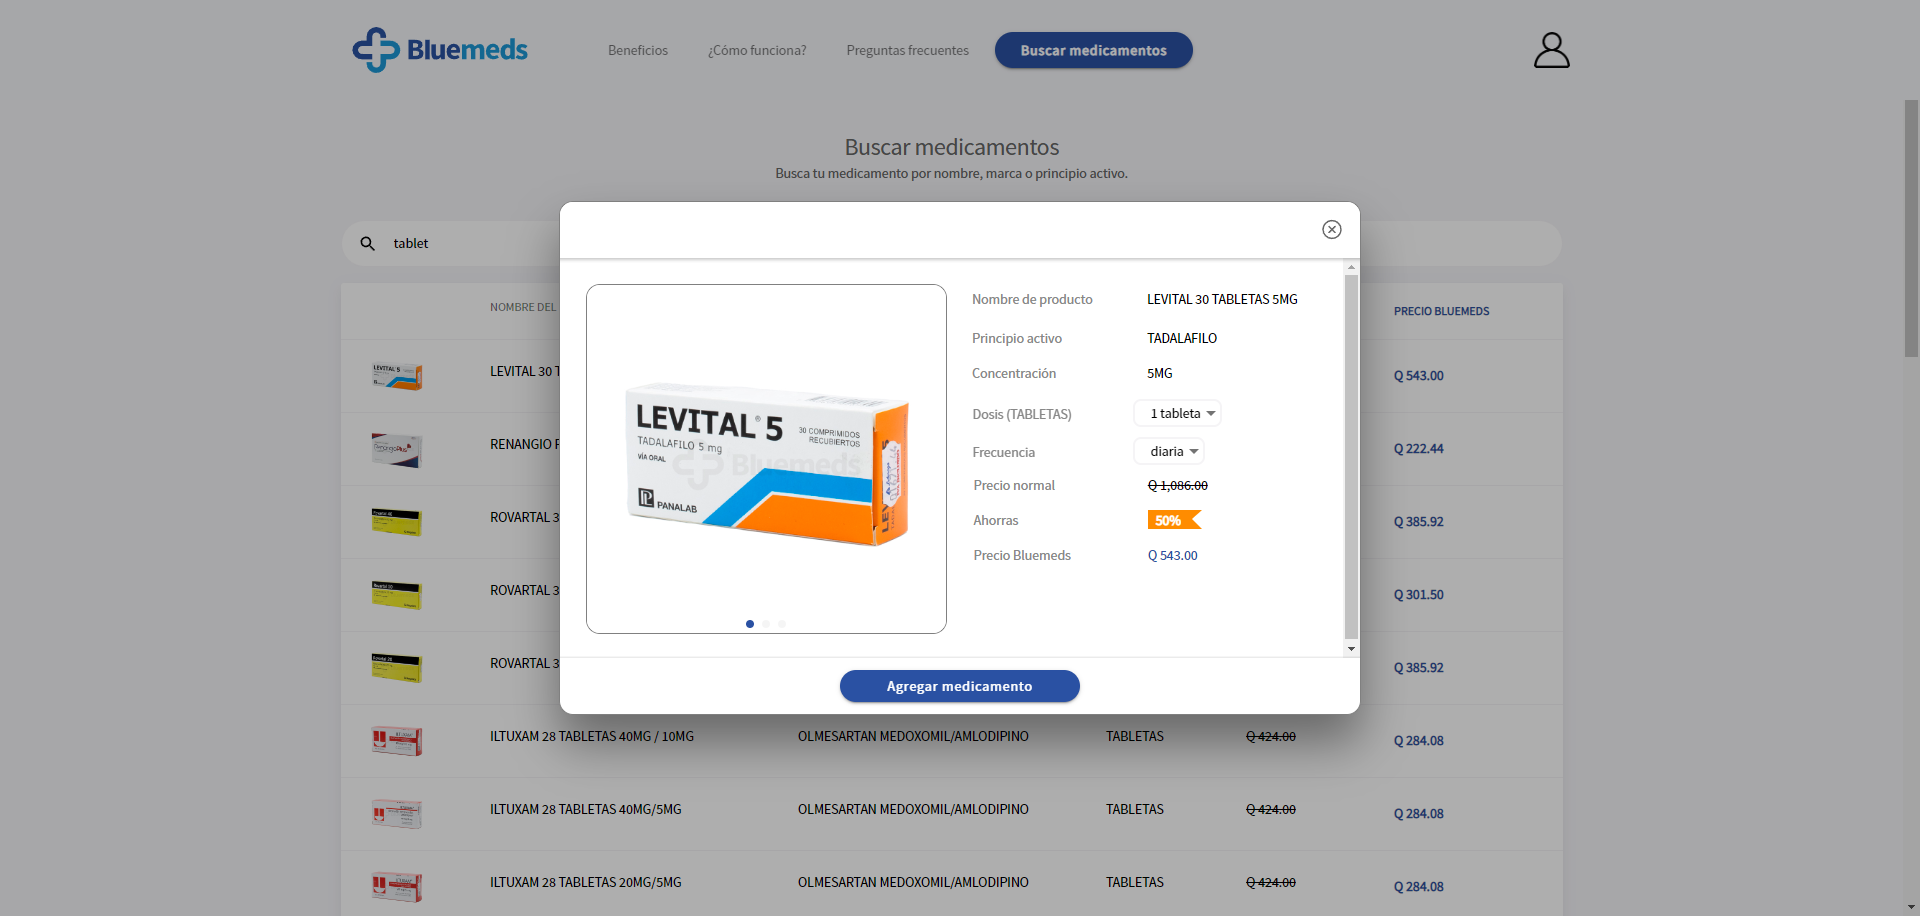 Bluemeds
Beneficios
¿Cómo funciona?
Preguntas frecuentes
Buscar medicamentos
Buscar medicamentos
Busca tu medicamento por nombre, marca o principio activo.
tablet
NOMBRE DEL
PRECIO BLUEMEDS
LEVITAL 30 T
Q 543.00
RENANGIO
Q 222.44
ROVARTAL 3
Q 385.92
ROVARTAL 3
Q 301.50
ROVARTAL 3
Q 385.92
ILTUXAM 28 TABLETAS 40MG / 10MG
OLMESARTAN MEDOXOMIL/AMLODIPINO
TABLETAS
Q 424.00
Q 284.08
ILTUXAM 28 TABLETAS 40MG/5MG
OLMESARTAN MEDOXOMIL/AMLODIPINO
TABLETAS
Q 424.00
Q 284.08
ILTUXAM 28 TABLETAS 20MG/5MG
OLMESARTAN MEDOXOMIL/AMLODIPINO
TABLETAS
Q 424.00
Q 284.08
LEVITAL® 5
TADALAFILO 5 mg
VÍA ORAL
30 COMPRIMIDOS
RECUBIERTOS
Bluemeds
PANALAB
Nombre de producto
LEVITAL 30 TABLETAS 5MG
Principio activo
TADALAFILO
Concentración
5MG
Dosis (TABLETAS)
1 tableta
Frecuencia
diaria
Precio normal
Q 1,086.00
Ahorras
50%
Precio Bluemeds
Q 543.00
Agregar medicamento